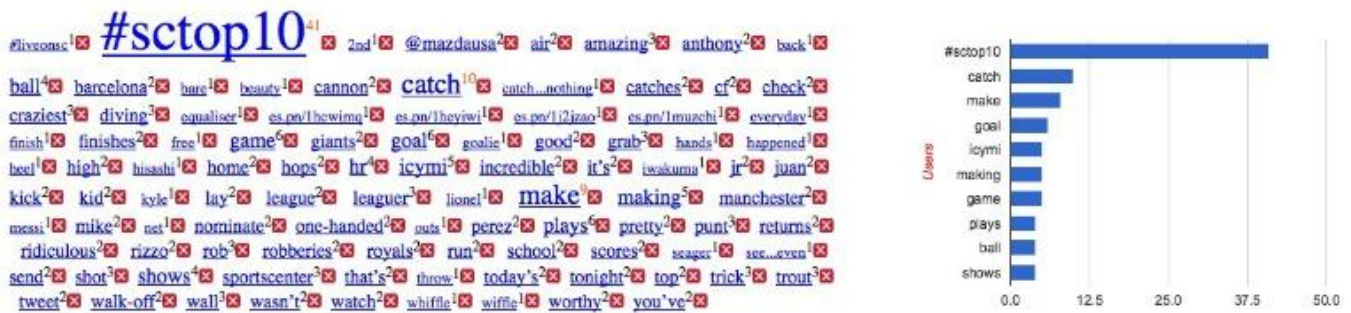 #liveonsc1 #sctop1041 2nd1 @mazdausa2 air2 amazing3 anthony2 back1
ball4 barcelona2 bare1 beauty1 cannon2 catch10 catch...nothing1 catches2 cf2 check2
craziest3 diving3 equaliser1 es.pn/1hcwimq1 es.pn/1hcyiwi1 es.pn/1j2jzao1 es.pn/1muzcbi1 everyday1
finish1 finishes2 free1 game6 giants2 goal6 goalie1 good2 grab3 hands1 happened1
heel1 high2 hisashi1 home2 hops2 hr4 icymi5 incredible2 it's2 iwakuma1 jr2 juan2
kick2 kid2 kyle1 lay2 league2 leaguer3 lionel1 make9 making5 manchester2
messi1 mike2 net1 nominate2 one-handed2 outs1 perez2 plays6 pretty2 punt3 returns2
ridiculous2 rizzo2 rob3 robberies2 royals2 run2 school2 scores2 seager1 see...even1
send2 shot3 shows4 sportscenter3 that's2 throw1 today's2 tonight2 top2 trick3 trout3
tweet2 walk-off2 wall3 wasn't2 watch2 whiffle1 wiffle1 worthy2 you've2
Users
#sctop10
catch
make
goal
icymi
making
game
plays
ball
shows
0.0 12.5 25.0 37.5 50.0